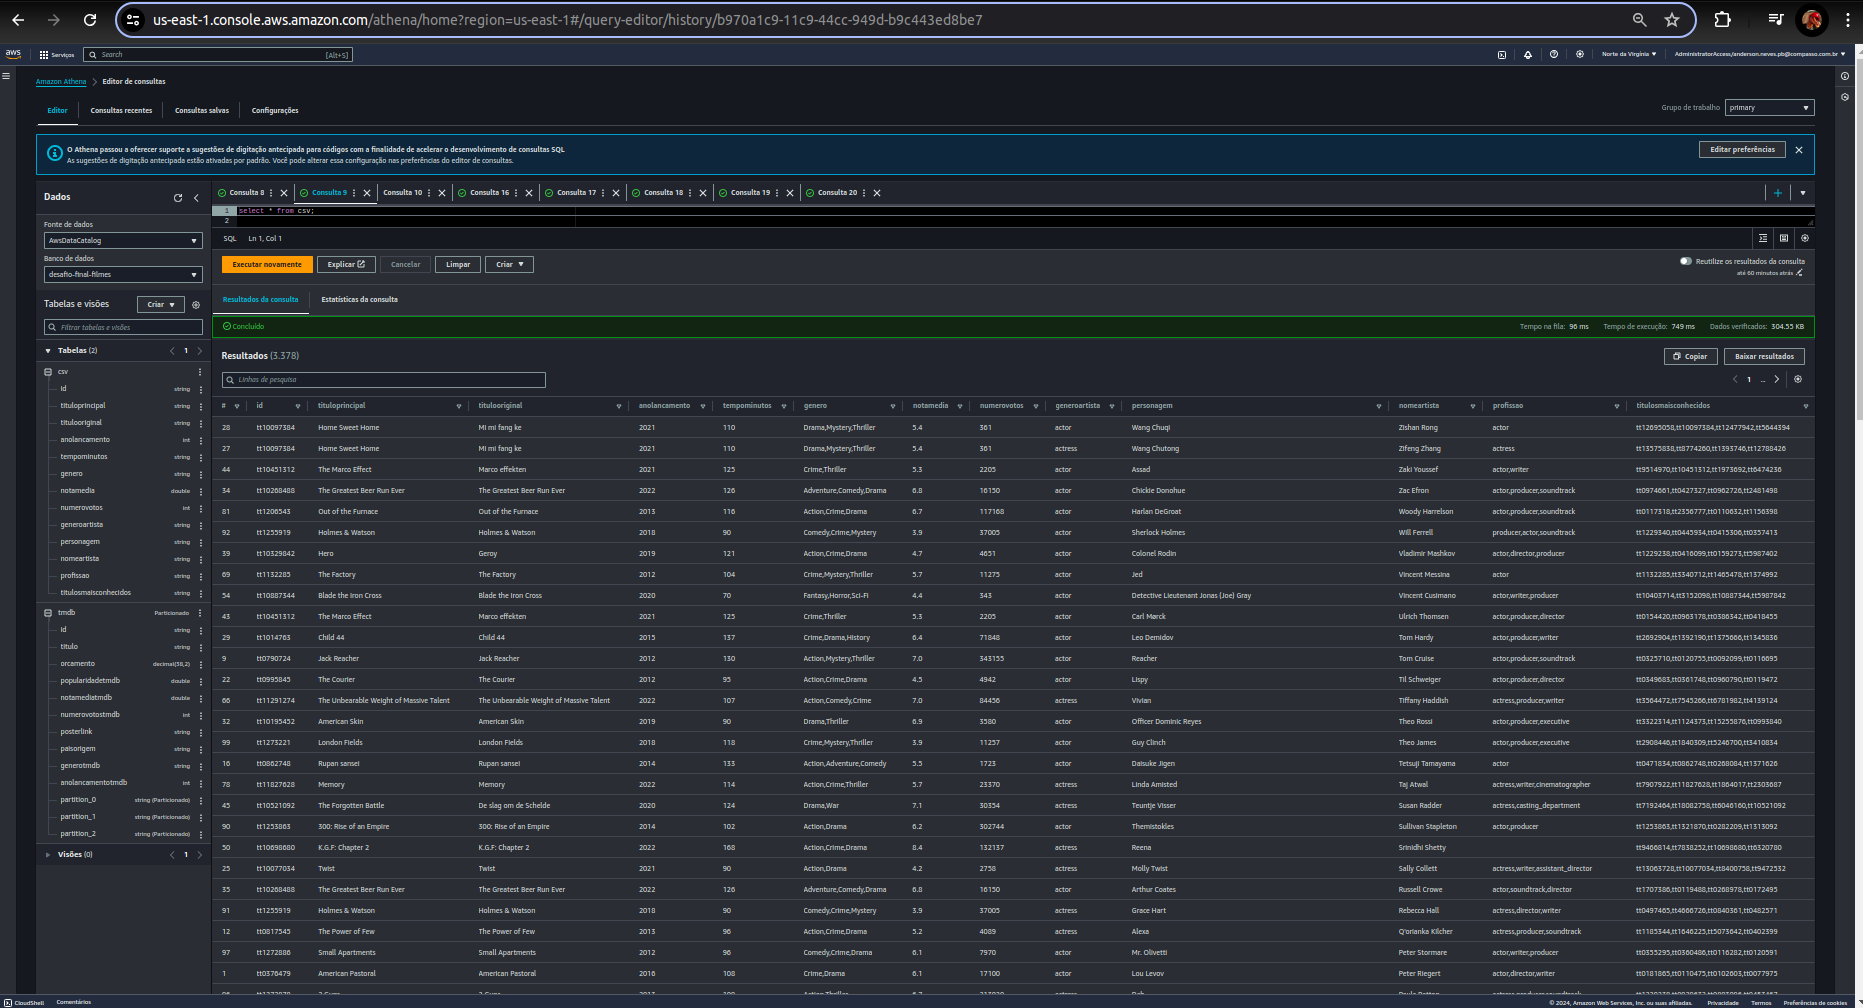 us-east-1.console.aws.amazon.com/athena/home?region=us-east-1#/query-editor/history/b970a1c9-11c9-44cc-949d-b9c443ed8be7
aws Serviços Search [Alt+S] Norte da Virgínia AdministratorAccess/anderson.neves.pb@compasso.com.br
Amazon Athena > Editor de consultas
Editor Consultas recentes Consultas salvas Configurações Grupo de trabalho primary
O Athena passou a oferecer suporte a sugestões de digitação antecipada para códigos com a finalidade de acelerar o desenvolvimento de consultas SQL
As sugestões de digitação antecipada estão ativadas por padrão. Você pode alterar essa configuração nas preferências do editor de consultas.
Editar preferências
Dados
Fonte de dados
AwsDataCatalog
Banco de dados
desafio-final-filmes
Tabelas e visões Criar
Filtrar tabelas e visões
Tabelas (2) 1
csv
id string
tituloprincipal string
titulooriginal string
anolancamento int
tempominutos string
genero string
notamedia double
numerovotos int
generoartista string
personagem string
nomeartista string
profissao string
titulosmaisconhecidos string
tmdb Particionado
id string
titulo string
orcamento decimal(38,2)
popularidadetmdb double
notamediatmdb double
numerovotostmdb int
posterlink string
paisorigem string
generotmdb string
anolancamentotmdb int
partition_0 string (Particionado)
partition_1 string (Particionado)
partition_2 string (Particionado)
Visões (0) 1
Consulta 8 Consulta 9 Consulta 10 Consulta 16 Consulta 17 Consulta 18 Consulta 19 Consulta 20
1 select * from csv;
2
SQL Ln 1, Col 1
Executar novamente Explicar Cancelar Limpar Criar
Reutilize os resultados da consulta
até 60 minutos atrás
Resultados da consulta Estatísticas da consulta
Concluído Tempo na fila: 96 ms Tempo de execução: 749 ms Dados verificados: 304.55 KB
Resultados (3.378) Copiar Baixar resultados
Linhas de pesquisa 1 ...
# id tituloprincipal titulooriginal anolancamento tempominutos genero notamedia numerovotos generoartista personagem nomeartista profissao titulosmaisconhecidos
28 tt10097384 Home Sweet Home Mi mi fang ke 2021 110 Drama,Mystery,Thriller 5.4 361 actor Wang Chuqi Zishan Rong actor tt12695058,tt10097384,tt12477942,tt5644394
27 tt10097384 Home Sweet Home Mi mi fang ke 2021 110 Drama,Mystery,Thriller 5.4 361 actress Wang Chutong Zifeng Zhang actress tt13575838,tt8774260,tt1393746,tt12788426
44 tt10451312 The Marco Effect Marco effekten 2021 125 Crime,Thriller 5.3 2205 actor Assad Zaki Youssef actor,writer tt9514970,tt10451312,tt1973692,tt6474236
34 tt10268488 The Greatest Beer Run Ever The Greatest Beer Run Ever 2022 126 Adventure,Comedy,Drama 6.8 16150 actor Chickie Donohue Zac Efron actor,producer,soundtrack tt0974661,tt0427327,tt0962726,tt2481498
81 tt1206543 Out of the Furnace Out of the Furnace 2013 116 Action,Crime,Drama 6.7 117168 actor Harlan DeGroat Woody Harrelson actor,producer,soundtrack tt0117318,tt2356777,tt0110632,tt1156398
92 tt1255919 Holmes & Watson Holmes & Watson 2018 90 Comedy,Crime,Mystery 3.9 37005 actor Sherlock Holmes Will Ferrell producer,actor,soundtrack tt1229340,tt0445934,tt0415306,tt0357413
39 tt10329842 Hero Geroy 2019 121 Action,Crime,Drama 4.7 4651 actor Colonel Rodin Vladimir Mashkov actor,director,producer tt1229238,tt0416099,tt0159273,tt5987402
69 tt1132285 The Factory The Factory 2012 104 Crime,Mystery,Thriller 5.7 11275 actor Jed Vincent Messina actor tt1132285,tt3340712,tt1465478,tt1374992
54 tt10887344 Blade the Iron Cross Blade the Iron Cross 2020 70 Fantasy,Horror,Sci-Fi 4.4 343 actor Detective Lieutenant Jonas (Joe) Gray Vincent Cusimano actor,writer,producer tt10403714,tt3152098,tt10887344,tt5987842
43 tt10451312 The Marco Effect Marco effekten 2021 125 Crime,Thriller 5.3 2205 actor Carl Mørck Ulrich Thomsen actor,producer,director tt0154420,tt0963178,tt0386342,tt0418455
29 tt1014763 Child 44 Child 44 2015 137 Crime,Drama,History 6.4 71848 actor Leo Demidov Tom Hardy actor,producer,writer tt2692904,tt1392190,tt1375666,tt1345836
9 tt0790724 Jack Reacher Jack Reacher 2012 130 Action,Mystery,Thriller 7.0 343155 actor Reacher Tom Cruise actor,producer,soundtrack tt0325710,tt0120755,tt0092099,tt0116695
22 tt0995845 The Courier The Courier 2012 95 Action,Crime,Drama 4.5 4942 actor Lispy Til Schweiger actor,producer,director tt0349683,tt0361748,tt0960790,tt0119472
66 tt11291274 The Unbearable Weight of Massive Talent The Unbearable Weight of Massive Talent 2022 107 Action,Comedy,Crime 7.0 84456 actress Vivian Tiffany Haddish actress,producer,writer tt3564472,tt7545266,tt6781982,tt4139124
32 tt10195452 American Skin American Skin 2019 90 Drama,Thriller 6.9 3580 actor Officer Dominic Reyes Theo Rossi actor,producer,executive tt3322314,tt1124373,tt15255876,tt0993840
99 tt1273221 London Fields London Fields 2018 118 Crime,Mystery,Thriller 3.9 11257 actor Guy Clinch Theo James actor,producer,executive tt2908446,tt1840309,tt5246700,tt3410834
16 tt0862748 Rupan sansei Rupan sansei 2014 133 Action,Adventure,Comedy 5.5 1723 actor Daisuke Jigen Tetsuji Tamayama actor tt0471834,tt0862748,tt0268084,tt1371626
78 tt11827628 Memory Memory 2022 114 Action,Crime,Thriller 5.7 23370 actress Linda Amisted Taj Atwal actress,writer,cinematographer tt7907922,tt11827628,tt1864017,tt2303687
45 tt10521092 The Forgotten Battle De slag om de Schelde 2020 124 Drama,War 7.1 30354 actress Teuntje Visser Susan Radder actress,casting_department tt7192464,tt18082758,tt6046160,tt10521092
90 tt1253863 300: Rise of an Empire 300: Rise of an Empire 2014 102 Action,Drama 6.2 302744 actor Themistokles Sullivan Stapleton actor,producer tt1253863,tt1321870,tt0282209,tt1313092
50 tt10698680 K.G.F: Chapter 2 K.G.F: Chapter 2 2022 168 Action,Crime,Drama 8.4 132137 actress Reena Srinidhi Shetty tt9466814,tt7838252,tt10698680,tt6320780
25 tt10077034 Twist Twist 2021 90 Action,Drama 4.2 2758 actress Molly Twist Sally Collett actress,writer,assistant_director tt13063728,tt10077034,tt8400758,tt9472532
35 tt10268488 The Greatest Beer Run Ever The Greatest Beer Run Ever 2022 126 Adventure,Comedy,Drama 6.8 16150 actor Arthur Coates Russell Crowe actor,soundtrack,director tt1707386,tt0119488,tt0268978,tt0172495
91 tt1255919 Holmes & Watson Holmes & Watson 2018 90 Comedy,Crime,Mystery 3.9 37005 actress Grace Hart Rebecca Hall actress,director,writer tt0497465,tt4666726,tt0840361,tt0482571
12 tt0817545 The Power of Few The Power of Few 2013 96 Action,Crime,Drama 5.2 4089 actress Alexa Q'orianka Kilcher actress,producer,soundtrack tt1185344,tt1646225,tt5073642,tt0402399
97 tt1272886 Small Apartments Small Apartments 2012 96 Comedy,Crime,Drama 6.1 7970 actor Mr. Olivetti Peter Stormare actor,writer,producer tt0355295,tt0360486,tt0116282,tt0120591
1 tt0376479 American Pastoral American Pastoral 2016 108 Crime,Drama 6.1 17100 actor Lou Levov Peter Riegert actor,director,writer tt0181865,tt0110475,tt0102603,tt0077975
CloudShell Comentários © 2024, Amazon Web Services, Inc. ou suas afiliadas. Privacidade Termos Preferências de cookies